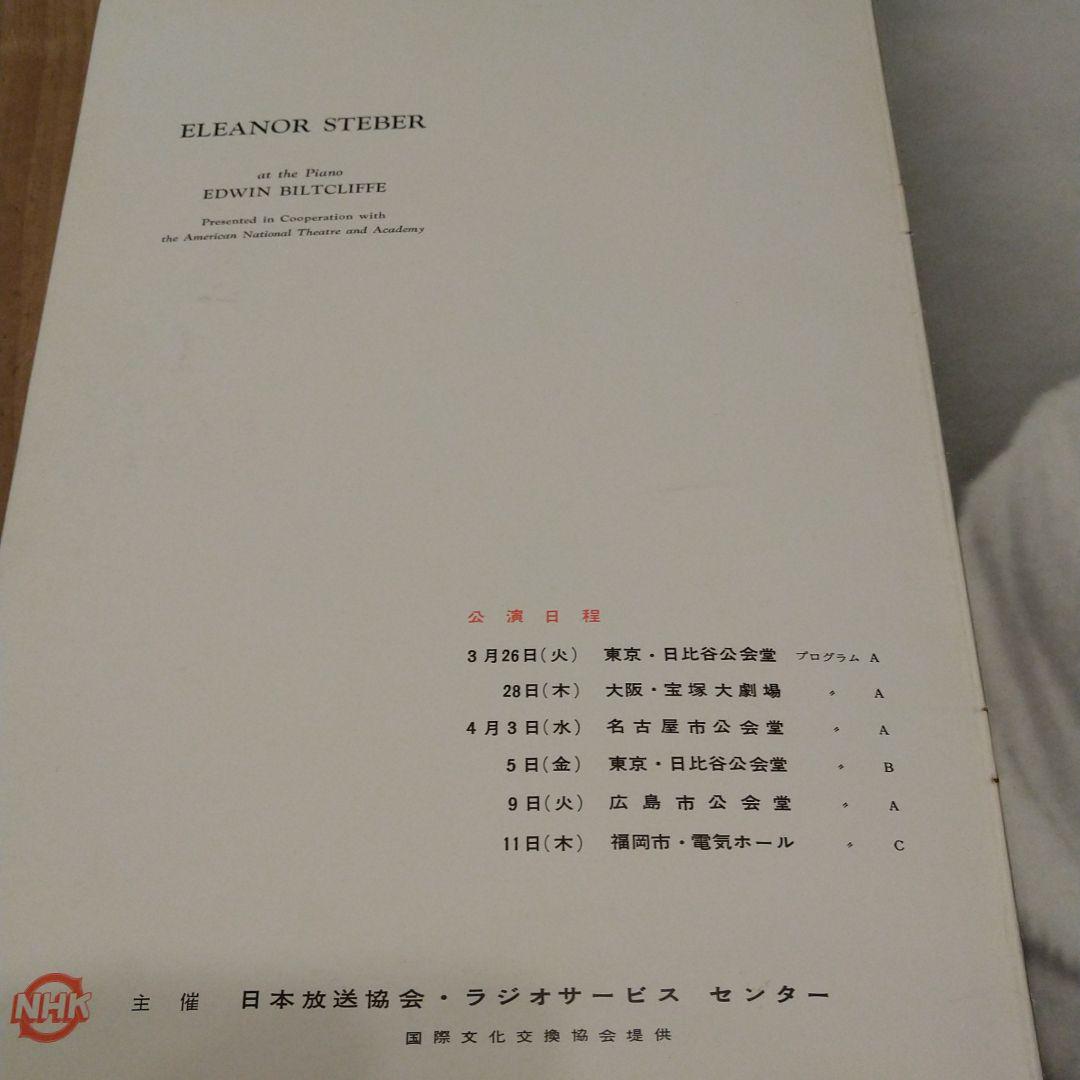 ELEANOR STEBER
at the Piano
EDWIN BILTCLIFFE
Presented in Cooperation with
the American National Theatre and Academy
公演日程
3月26日(火) 東京・日比谷公会堂 プログラム A
28日(木) 大阪・宝塚大劇場 〃 A
4月3日(水) 名古屋市公会堂 〃 A
5日(金) 東京・日比谷公会堂 〃 B
9日(火) 広島市公会堂 〃 A
11日(木) 福岡市・電気ホール 〃 C
NHK 主催 日本放送協会・ラジオサービス センター
国際文化交換協会提供